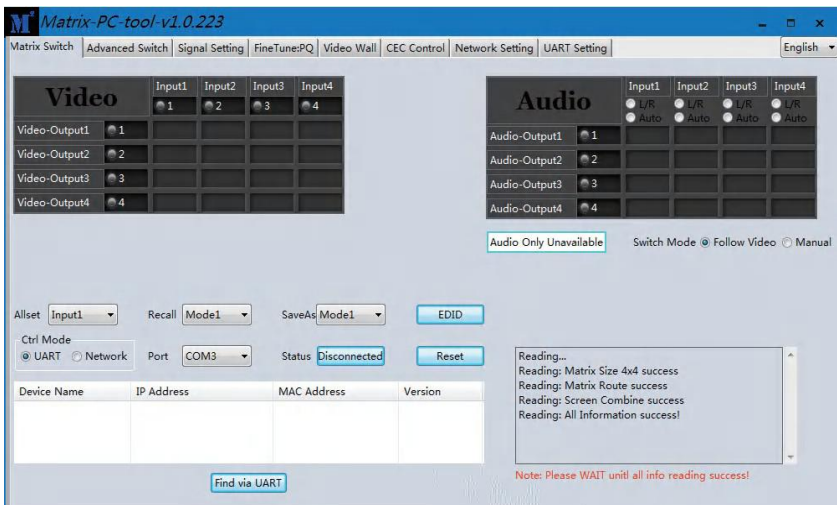 M Matrix-PC-tool-v1.0.223
Matrix Switch Advanced Switch Signal Setting FineTune:PQ Video Wall CEC Control Network Setting UART Setting English
Video Input1 Input2 Input3 Input4
1 2 3 4
Video-Output1 1
Video-Output2 2
Video-Output3 3
Video-Output4 4
Audio Input1 Input2 Input3 Input4
L/R L/R L/R L/R
Auto Auto Auto Auto
Audio-Output1 1
Audio-Output2 2
Audio-Output3 3
Audio-Output4 4
Audio Only Unavailable Switch Mode Follow Video Manual
Allset Input1 Recall Mode1 SaveAs Mode1 EDID
Ctrl Mode
UART Network Port COM3 Status Disconnected Reset
Device Name IP Address MAC Address Version
Find via UART
Reading...
Reading: Matrix Size 4x4 success
Reading: Matrix Route success
Reading: Screen Combine success
Reading: All Information success!
Note: Please WAIT unitl all info reading success!